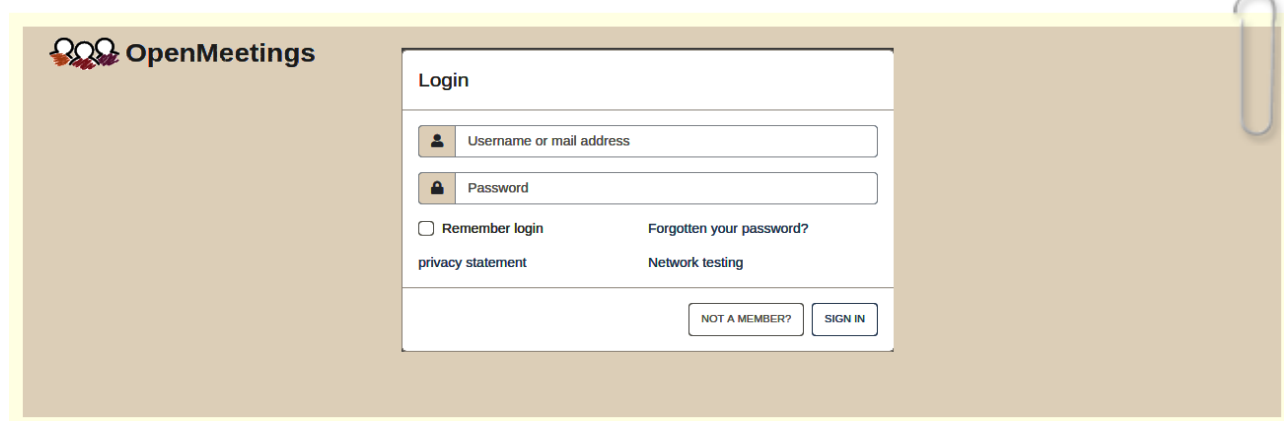 OpenMeetings
Login
Username or mail address
Password
Remember login Forgotten your password?
privacy statement Network testing
NOT A MEMBER? SIGN IN